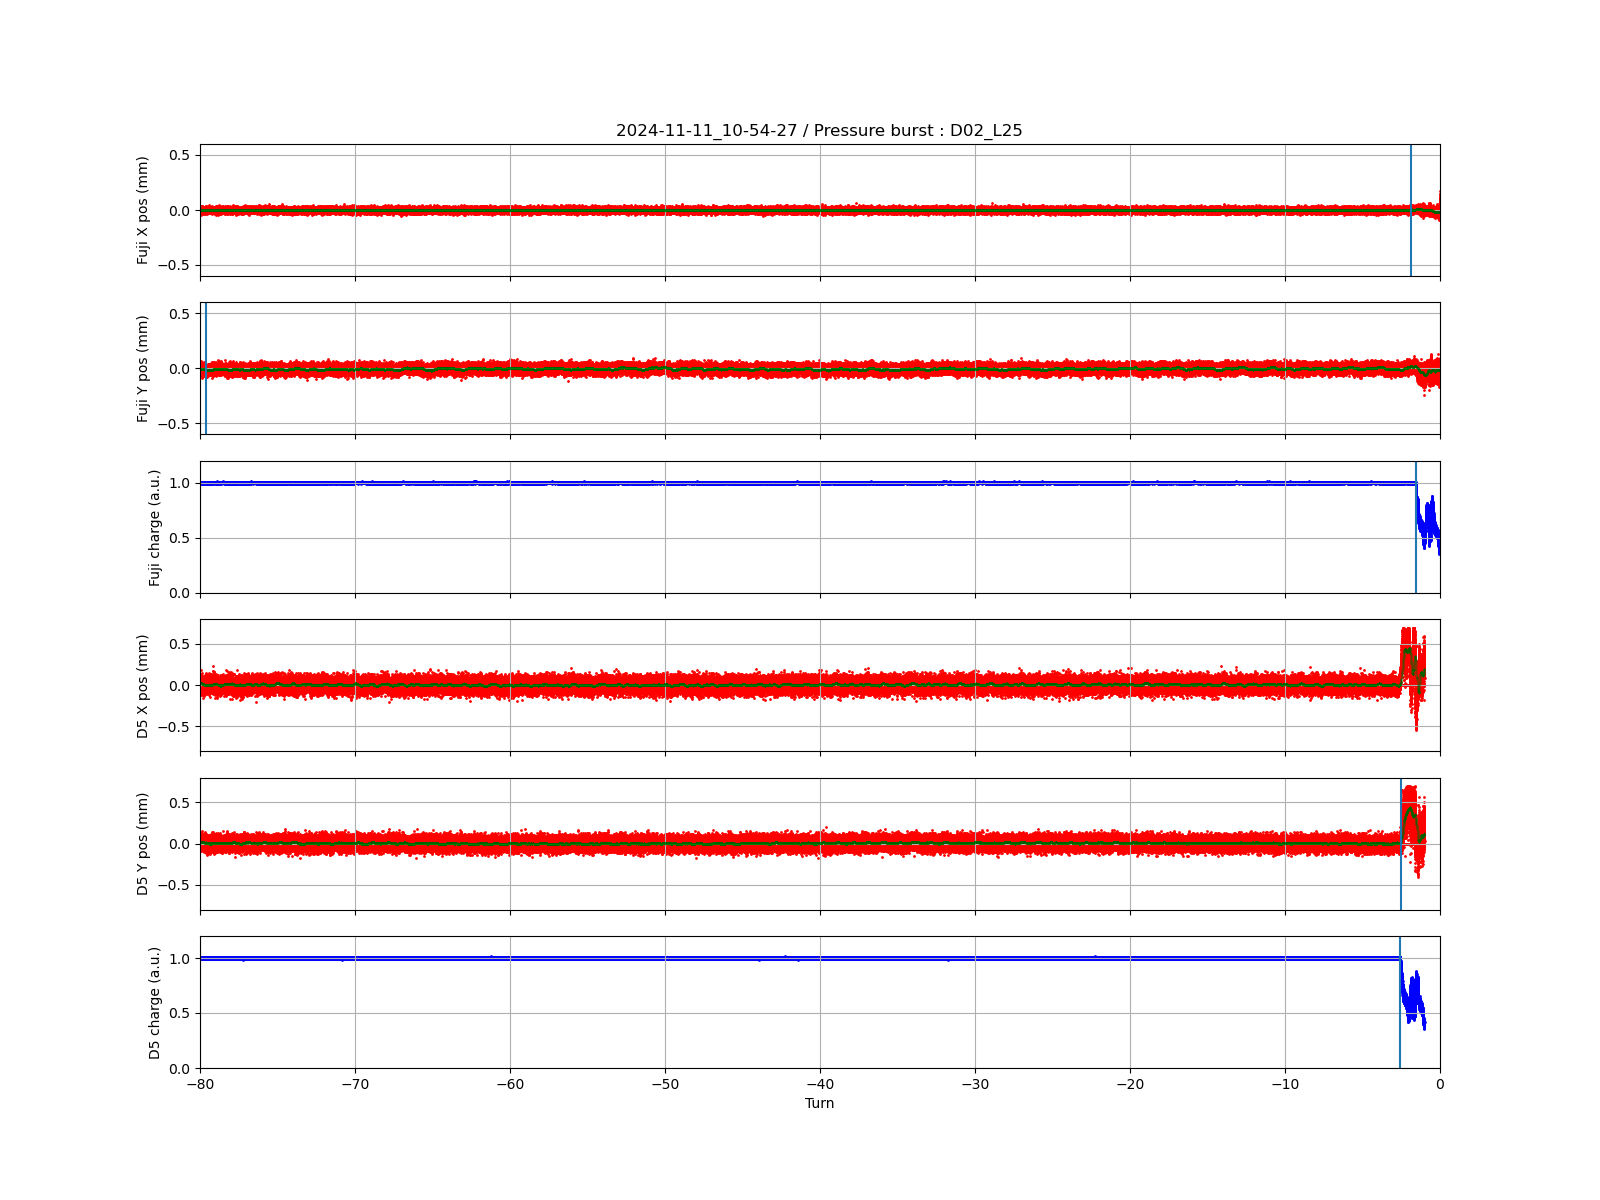 2024-11-11_10-54-27 / Pressure burst : D02_L25
Fuji X pos (mm)
0.5
0.0
−0.5
Fuji Y pos (mm)
0.5
0.0
−0.5
Fuji charge (a.u.)
1.0
0.5
0.0
D5 X pos (mm)
0.5
0.0
−0.5
D5 Y pos (mm)
0.5
0.0
−0.5
D5 charge (a.u.)
1.0
0.5
0.0
−80 −70 −60 −50 −40 −30 −20 −10 0
Turn